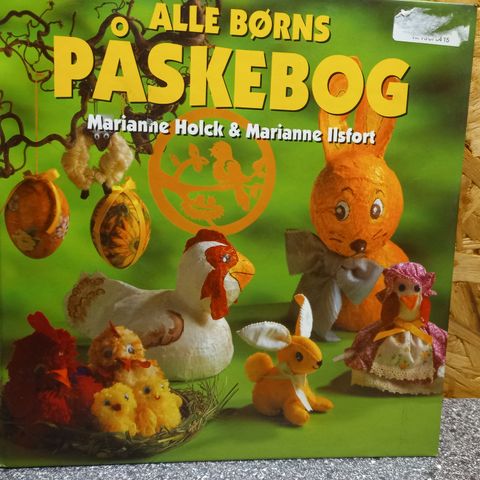 ALLE BØRNS
PÅSKEBOG
Marianne Holck & Marianne Ilsfort